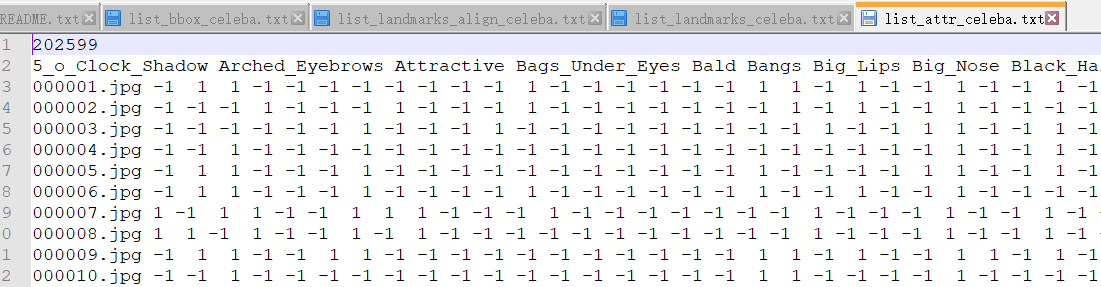 README.txt list_bbox_celeba.txt list_landmarks_align_celeba.txt list_landmarks_celeba.txt list_attr_celeba.txt
1 202599
2 5_o_Clock_Shadow Arched_Eyebrows Attractive Bags_Under_Eyes Bald Bangs Big_Lips Big_Nose Black_Ha
3 000001.jpg -1  1  1 -1 -1 -1 -1 -1 -1 -1 -1  1 -1 -1 -1 -1 -1 -1  1  1 -1  1 -1 -1  1 -1 -1  1 -1
4 000002.jpg -1 -1 -1  1 -1 -1 -1  1 -1 -1 -1  1 -1 -1 -1 -1 -1 -1 -1  1 -1  1 -1 -1  1 -1 -1 -1 -1
5 000003.jpg -1 -1 -1 -1 -1 -1  1 -1 -1 -1  1 -1 -1 -1 -1 -1 -1 -1 -1 -1  1 -1 -1  1  1 -1 -1  1 -1
6 000004.jpg -1 -1  1 -1 -1 -1 -1 -1 -1 -1 -1 -1 -1 -1 -1 -1 -1 -1  1 -1 -1 -1 -1 -1  1 -1 -1  1 -1
7 000005.jpg -1  1  1 -1 -1 -1  1 -1 -1 -1 -1 -1 -1 -1 -1 -1 -1 -1  1 -1 -1 -1 -1  1  1 -1 -1  1 -1
8 000006.jpg -1  1  1 -1 -1 -1  1 -1 -1 -1 -1  1 -1 -1 -1 -1 -1 -1  1  1 -1 -1 -1 -1  1 -1 -1 -1 -1
9 000007.jpg 1 -1  1  1 -1 -1  1  1  1 -1 -1 -1  1 -1 -1 -1 -1 -1 -1 -1  1 -1 -1 -1  1  1 -1  1 -1
0 000008.jpg 1  1 -1  1 -1 -1  1 -1  1 -1 -1 -1 -1 -1 -1 -1 -1 -1 -1 -1  1 -1 -1 -1  1 -1 -1  1 -1
1 000009.jpg -1  1  1 -1 -1  1  1 -1 -1  1 -1 -1 -1 -1 -1 -1 -1 -1  1  1 -1  1 -1 -1  1 -1 -1  1 -1
2 000010.jpg -1 -1  1 -1 -1 -1 -1 -1 -1 -1 -1 -1 -1 -1 -1 -1 -1 -1  1  1 -1  1 -1 -1  1 -1 -1  1 -1